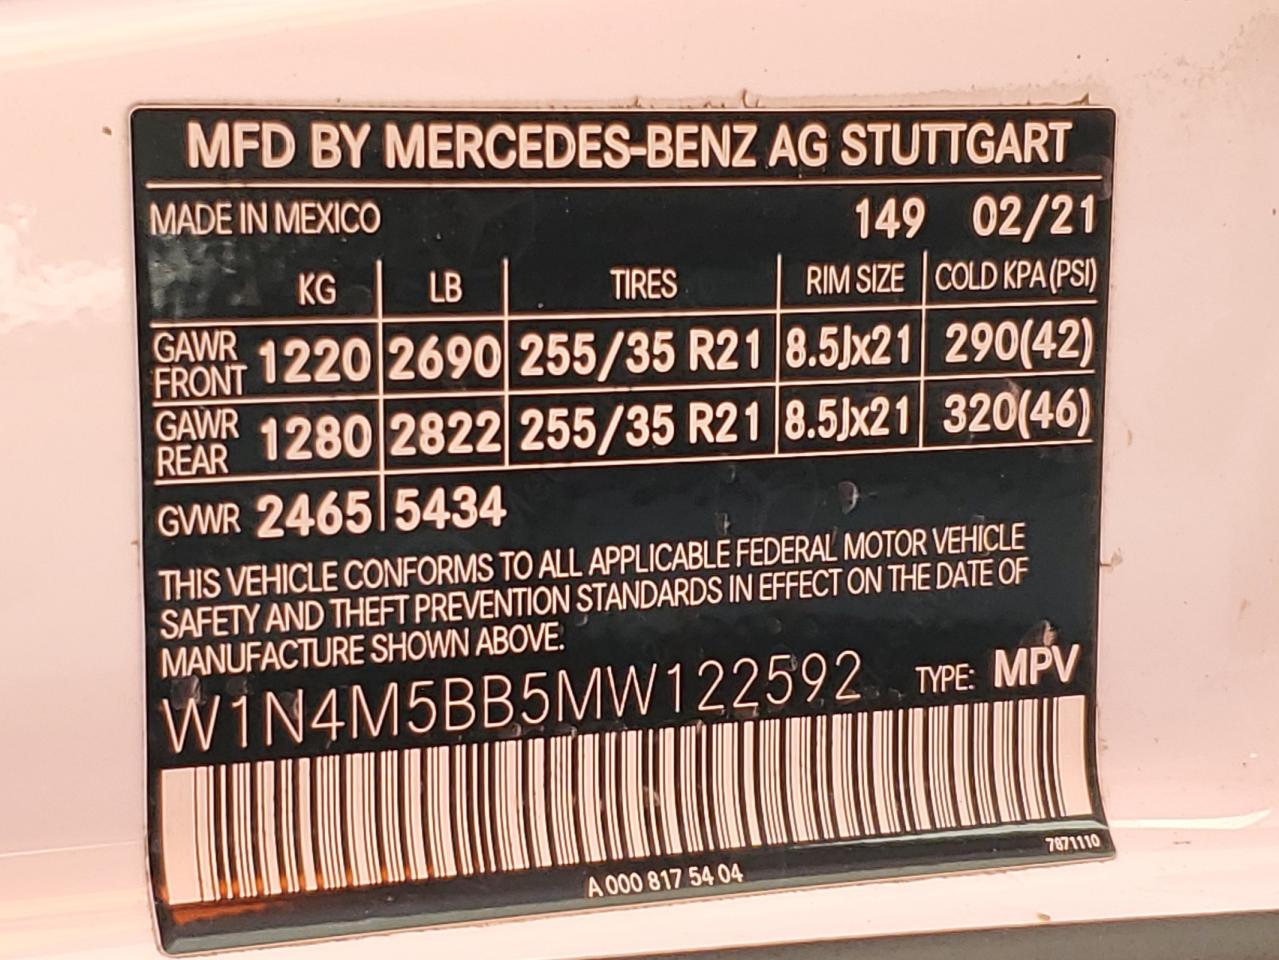 MFD BY MERCEDES-BENZ AG STUTTGART
MADE IN MEXICO 149 02/21
KG LB TIRES RIM SIZE COLD KPA (PSI)
GAWR FRONT 1220 2690 255/35 R21 8.5Jx21 290(42)
GAWR REAR 1280 2822 255/35 R21 8.5Jx21 320(46)
GVWR 2465 5434
THIS VEHICLE CONFORMS TO ALL APPLICABLE FEDERAL MOTOR VEHICLE
SAFETY AND THEFT PREVENTION STANDARDS IN EFFECT ON THE DATE OF
MANUFACTURE SHOWN ABOVE.
W1N4M5BB5MW122592 TYPE: MPV
7871110
A 000 817 54 04